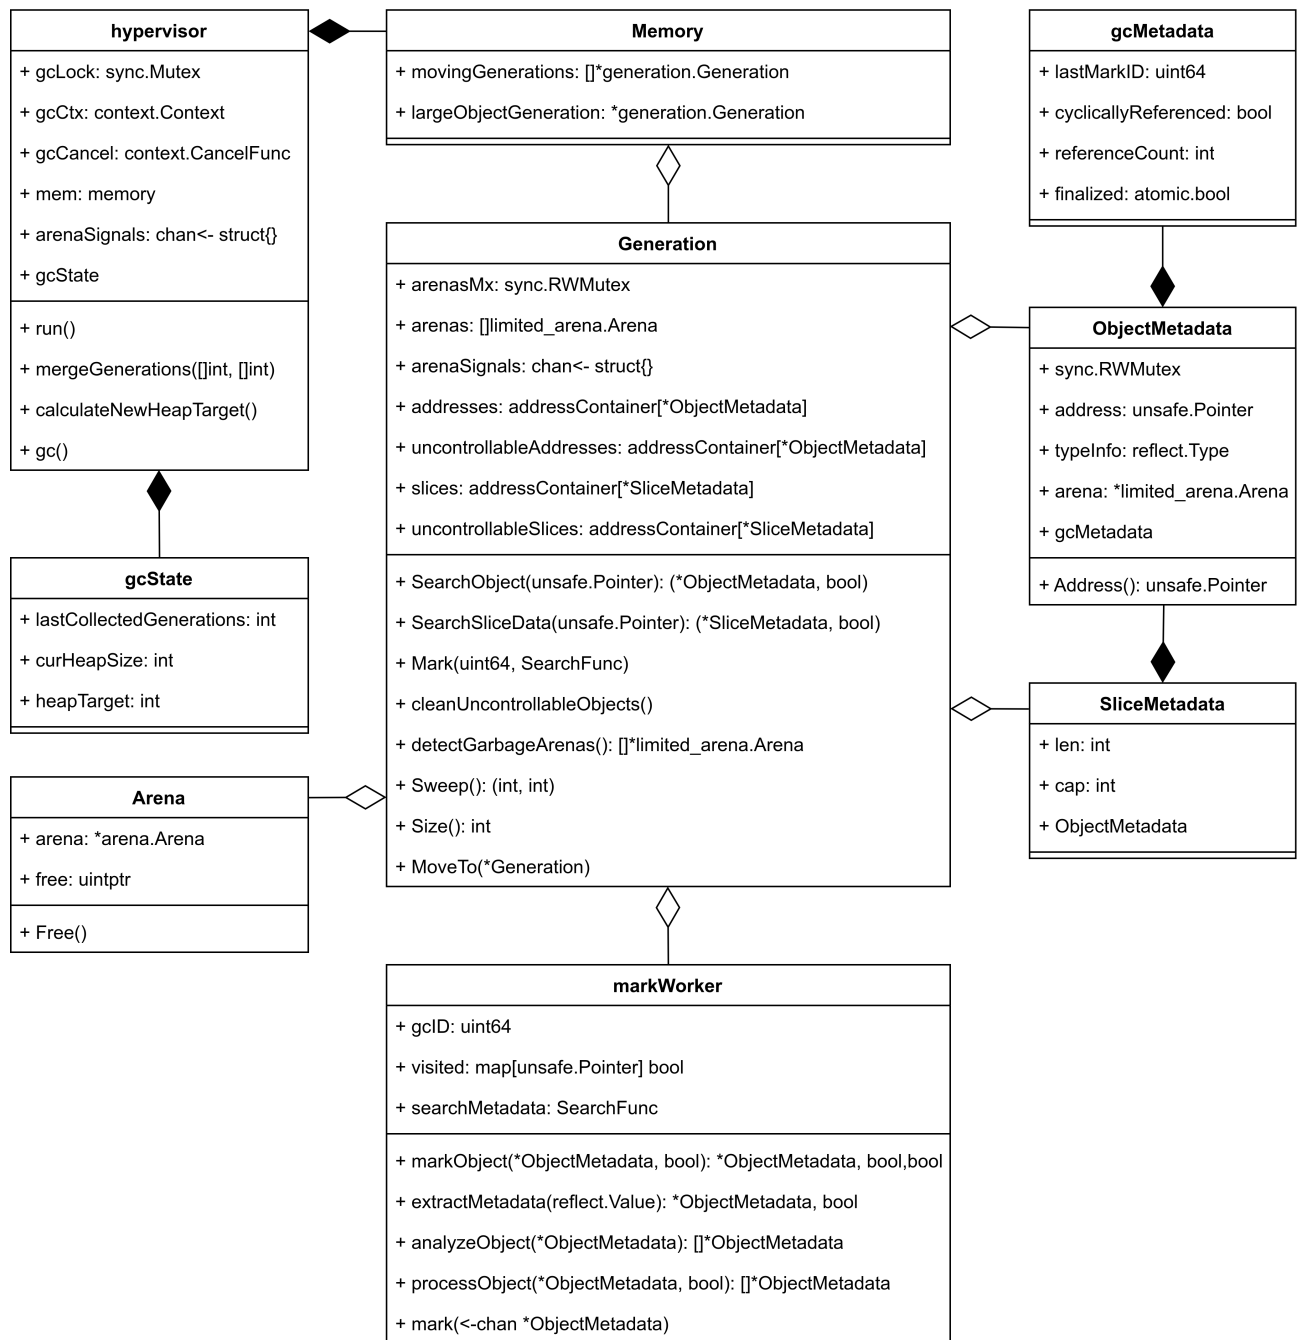 hypervisor
+ gcLock: sync.Mutex
+ gcCtx: context.Context
+ gcCancel: context.CancelFunc
+ mem: memory
+ arenaSignals: chan<- struct{}
+ gcState
+ run()
+ mergeGenerations([]int, []int)
+ calculateNewHeapTarget()
+ gc()
Memory
+ movingGenerations: []*generation.Generation
+ largeObjectGeneration: *generation.Generation
gcMetadata
+ lastMarkID: uint64
+ cyclicallyReferenced: bool
+ referenceCount: int
+ finalized: atomic.bool
Generation
+ arenasMx: sync.RWMutex
+ arenas: []limited_arena.Arena
+ arenaSignals: chan<- struct{}
+ addresses: addressContainer[*ObjectMetadata]
+ uncontrollableAddresses: addressContainer[*ObjectMetadata]
+ slices: addressContainer[*SliceMetadata]
+ uncontrollableSlices: addressContainer[*SliceMetadata]
+ SearchObject(unsafe.Pointer): (*ObjectMetadata, bool)
+ SearchSliceData(unsafe.Pointer): (*SliceMetadata, bool)
+ Mark(uint64, SearchFunc)
+ cleanUncontrollableObjects()
+ detectGarbageArenas(): []*limited_arena.Arena
+ Sweep(): (int, int)
+ Size(): int
+ MoveTo(*Generation)
ObjectMetadata
+ sync.RWMutex
+ address: unsafe.Pointer
+ typeInfo: reflect.Type
+ arena: *limited_arena.Arena
+ gcMetadata
+ Address(): unsafe.Pointer
gcState
+ lastCollectedGenerations: int
+ curHeapSize: int
+ heapTarget: int
SliceMetadata
+ len: int
+ cap: int
+ ObjectMetadata
Arena
+ arena: *arena.Arena
+ free: uintptr
+ Free()
markWorker
+ gcID: uint64
+ visited: map[unsafe.Pointer] bool
+ searchMetadata: SearchFunc
+ markObject(*ObjectMetadata, bool): *ObjectMetadata, bool,bool
+ extractMetadata(reflect.Value): *ObjectMetadata, bool
+ analyzeObject(*ObjectMetadata): []*ObjectMetadata
+ processObject(*ObjectMetadata, bool): []*ObjectMetadata
+ mark(<-chan *ObjectMetadata)